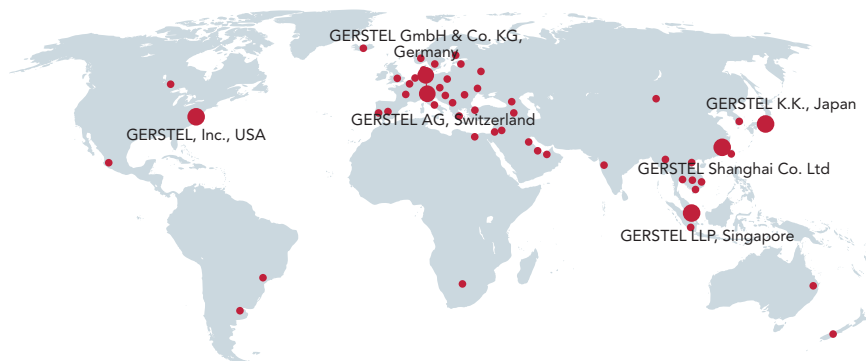 GERSTEL GmbH & Co. KG,
Germany
GERSTEL K.K., Japan
GERSTEL AG, Switzerland
GERSTEL, Inc., USA
GERSTEL Shanghai Co. Ltd
GERSTEL LLP, Singapore